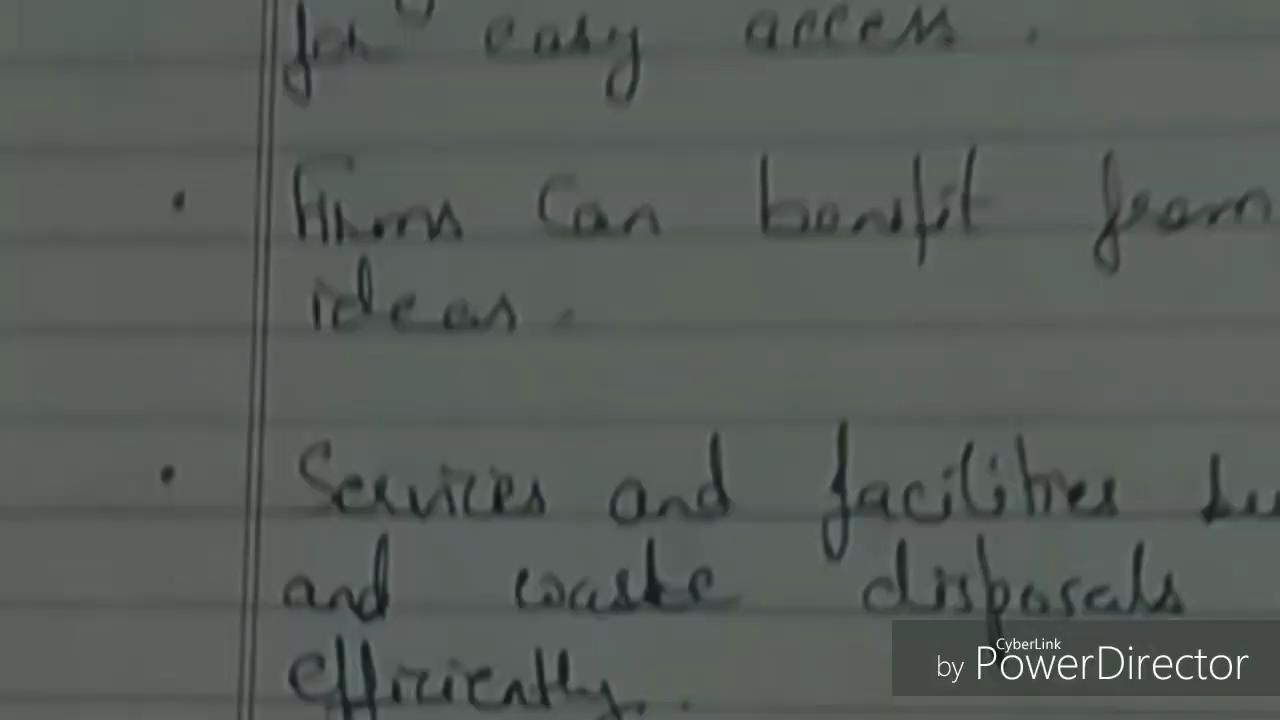 for easy access.
• Firms can benefit from
ideas.
• Services and facilities
and waste disposals
efficiently.
CyberLink
by PowerDirector